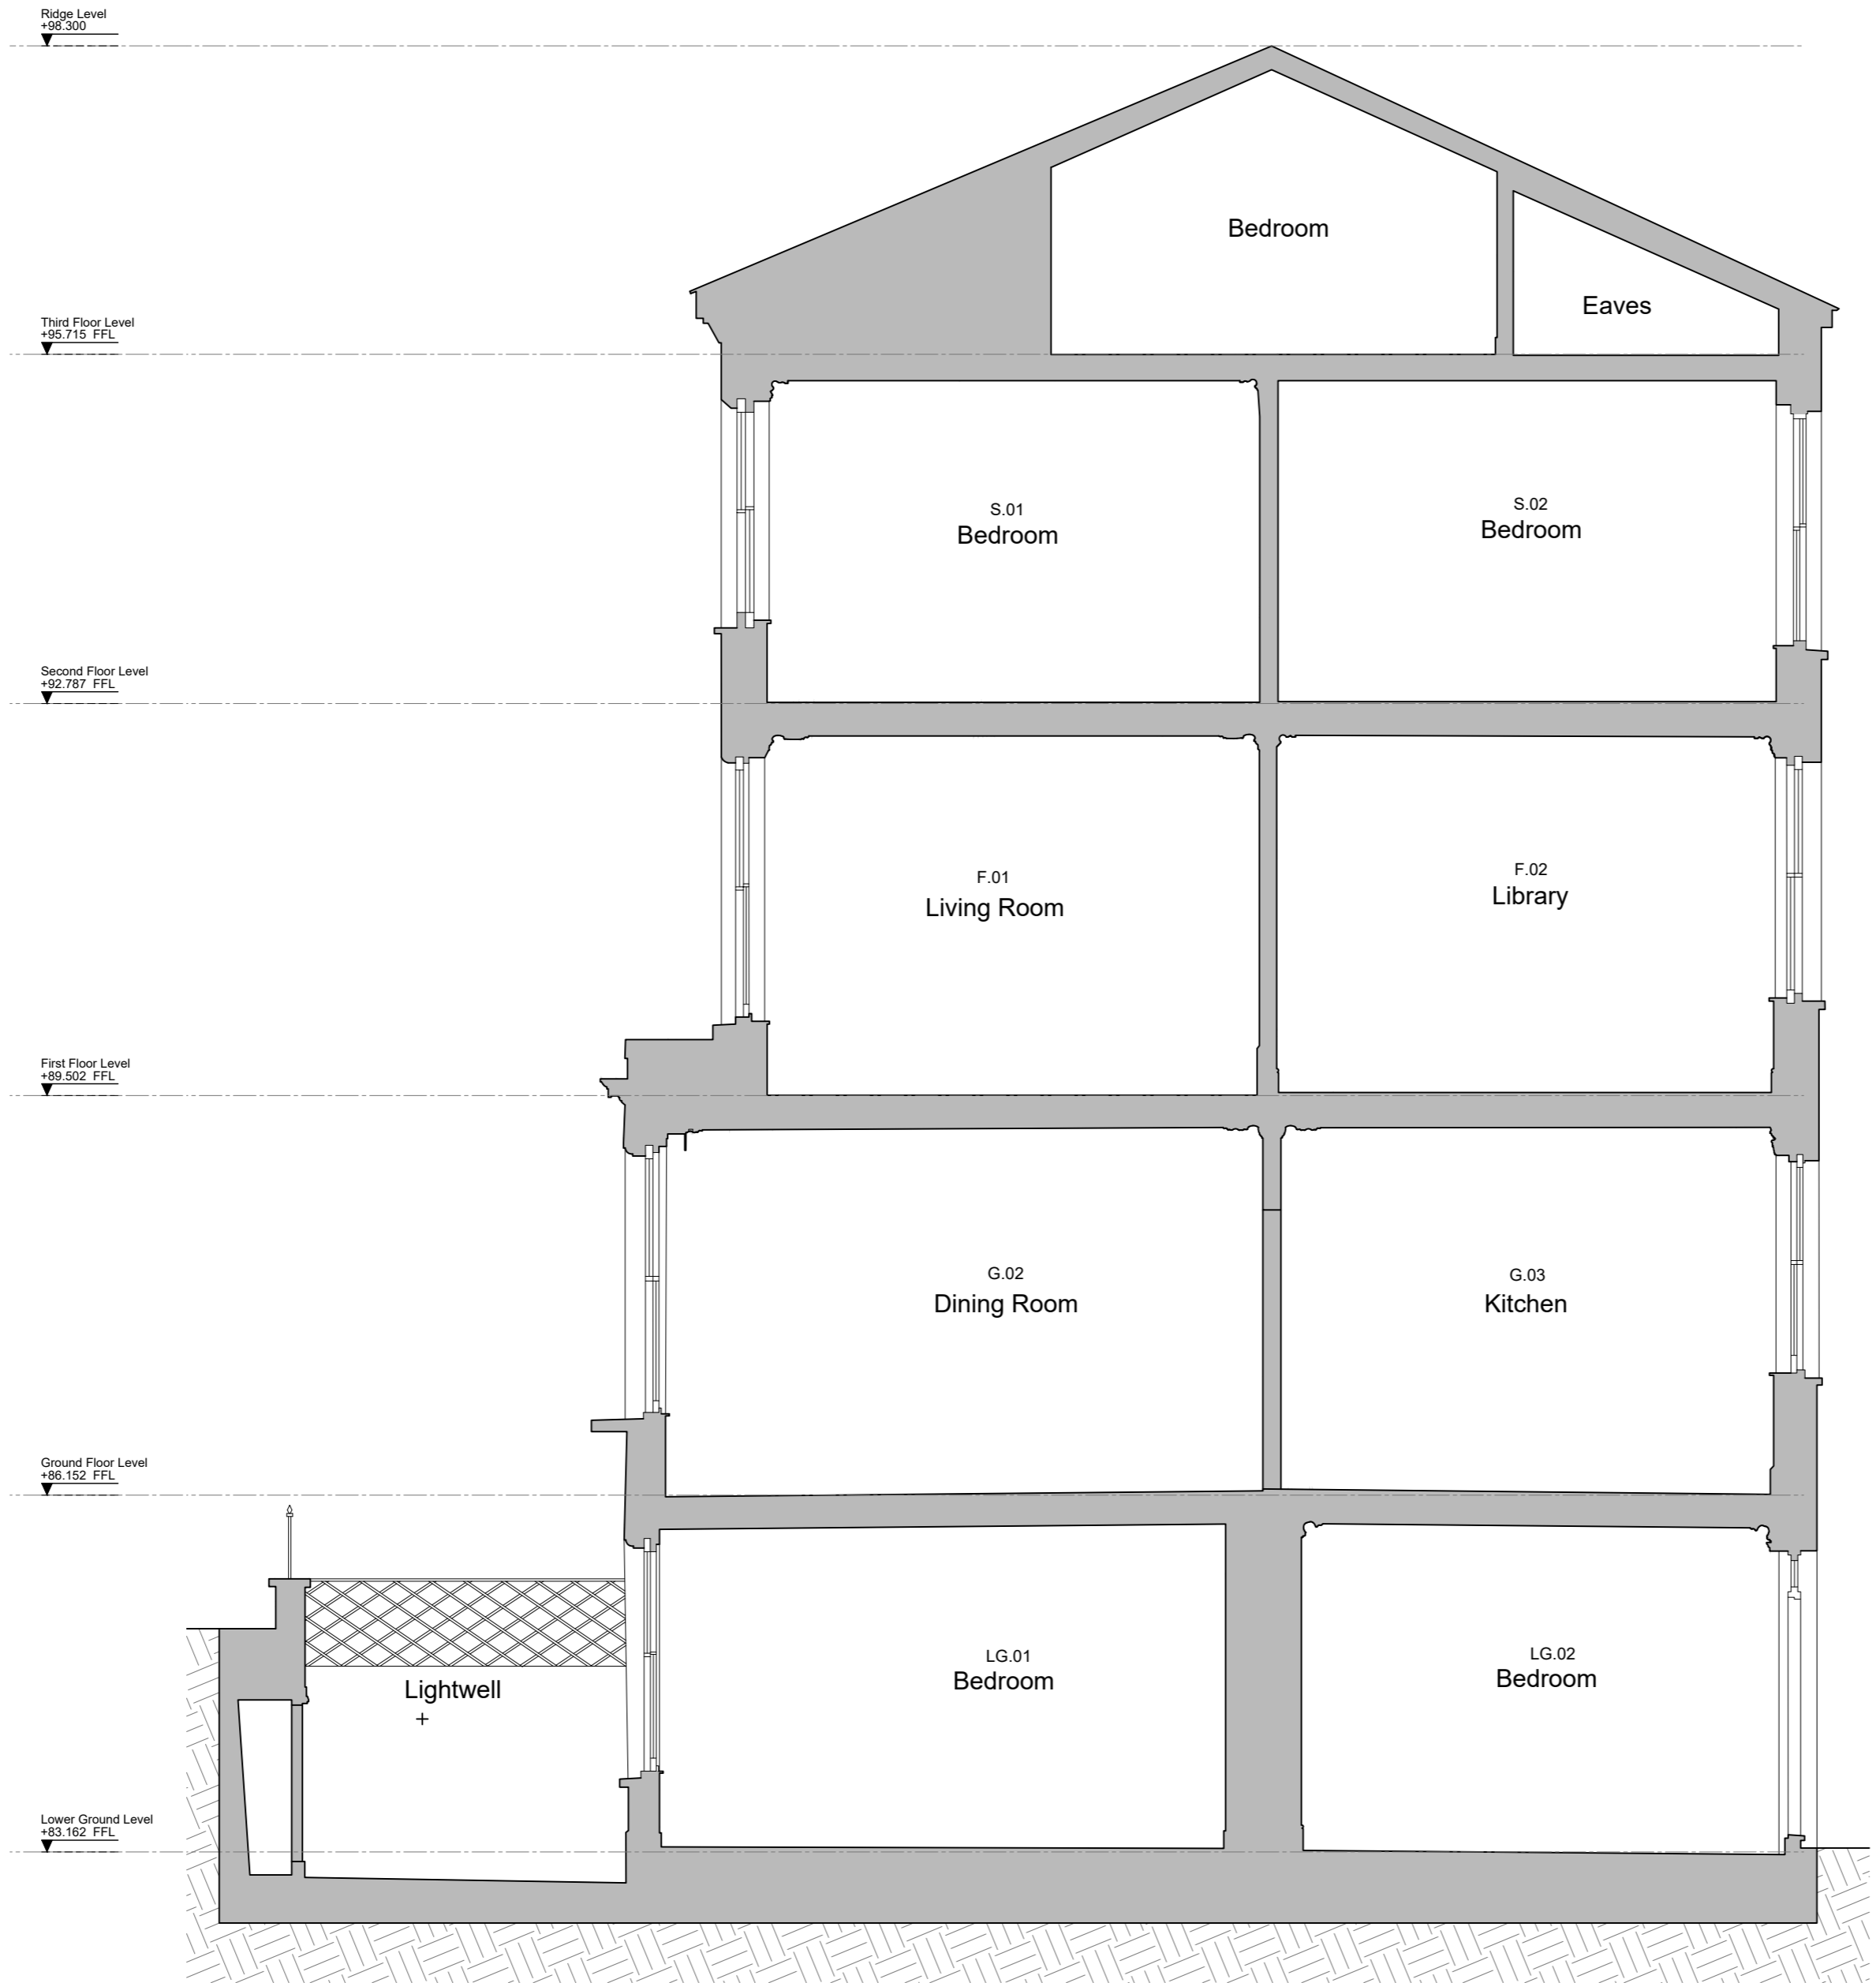 Ridge Level
+98.300
Bedroom
Eaves
Third Floor Level
+95.715 FFL
S.01
Bedroom
S.02
Bedroom
Second Floor Level
+92.787 FFL
F.01
Living Room
F.02
Library
First Floor Level
+89.502 FFL
G.02
Dining Room
G.03
Kitchen
Ground Floor Level
+86.152 FFL
LG.01
Bedroom
LG.02
Bedroom
Lightwell
Lower Ground Level
+83.162 FFL